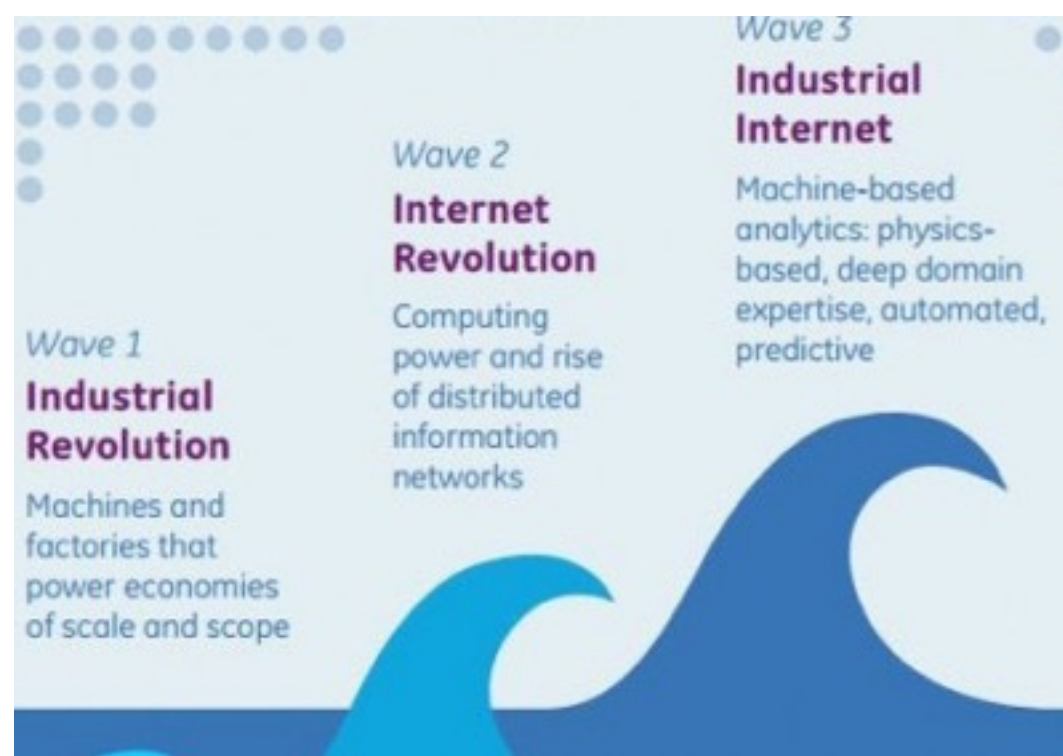 Wave 1
Industrial
Revolution
Machines and
factories that
power economies
of scale and scope
Wave 2
Internet
Revolution
Computing
power and rise
of distributed
information
networks
Wave 3
Industrial
Internet
Machine-based
analytics: physics-
based, deep domain
expertise, automated,
predictive